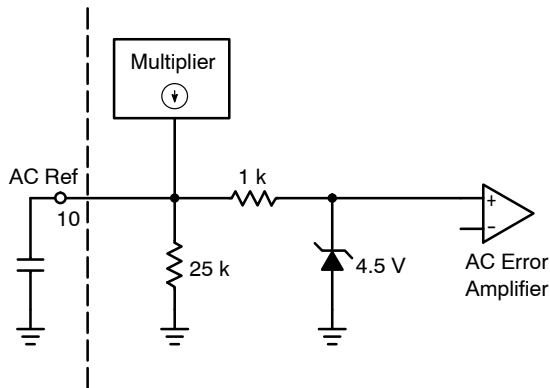 Multiplier
AC Ref
10
1 k
25 k
4.5 V
+
−
AC Error
Amplifier